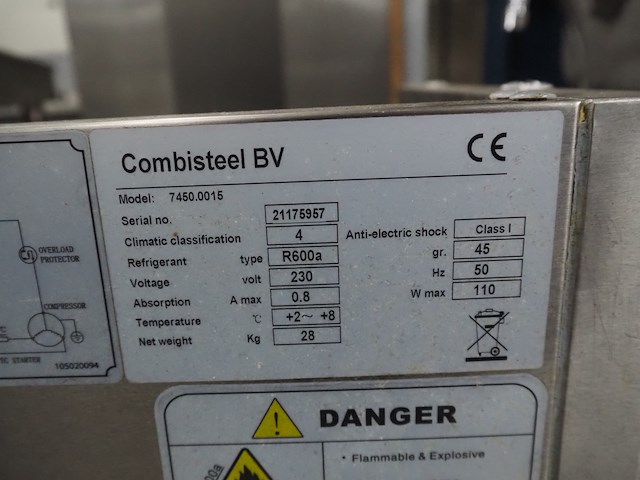 Combisteel BV CE
Model: 7450.0015
Serial no. 21175957
Climatic classification 4 Anti-electric shock Class I
Refrigerant type R600a gr. 45
Voltage volt 230 Hz 50
Absorption A max 0.8 W max 110
Temperature ℃ +2~ +8
Net weight Kg 28
OVERLOAD
PROTECTOR
COMPRESSOR
STARTER
105020094
DANGER
· Flammable & Explosive